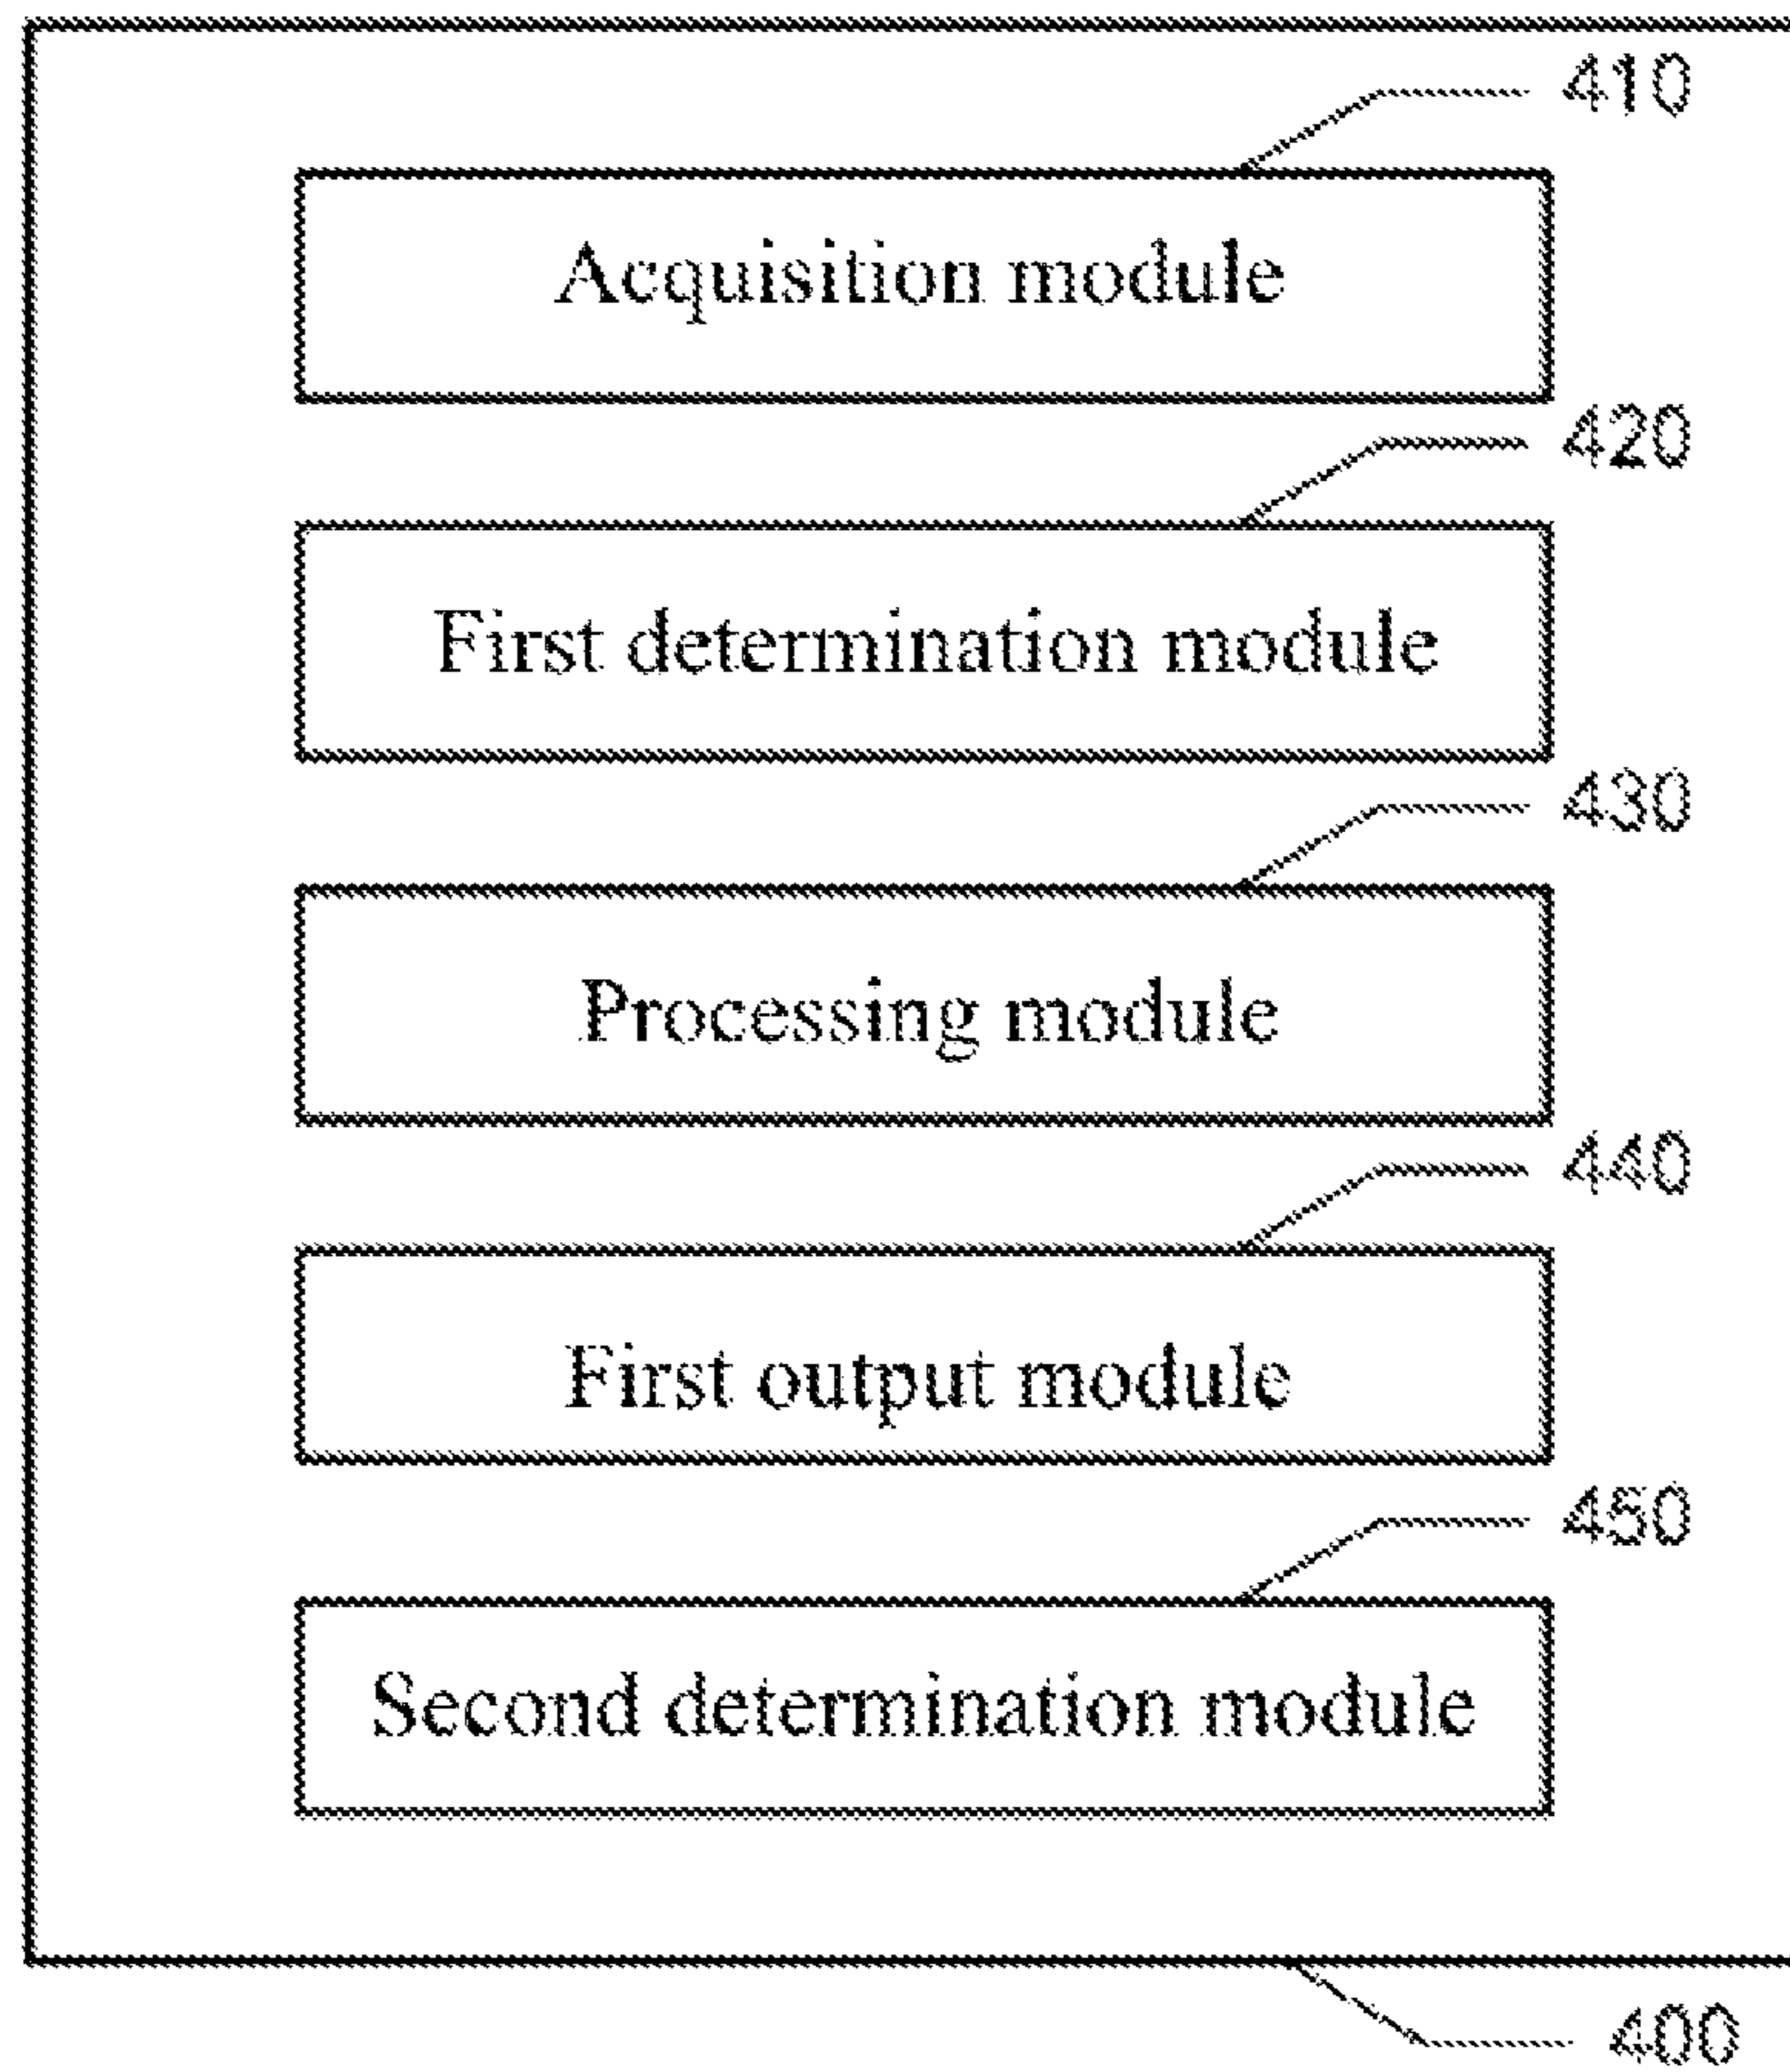 410
Acquisition module
420
First determination module
430
Processing module
440
First output module
450
Second determination module
400